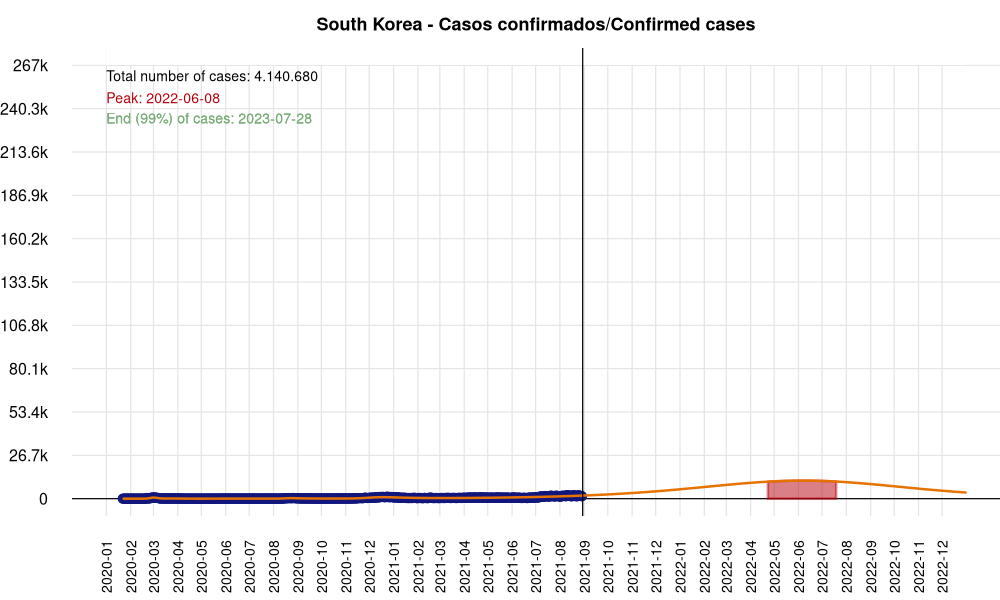 South Korea - Casos confirmados/Confirmed cases
267k
Total number of cases: 4.140.680
Peak: 2022-06-08
240.3k
End (99%) of cases: 2023-07-28
213.6k
186.9k
160.2k
133.5k
106.8k
80.1k
53.4k
26.7k
0
2020-01
2020-02
2020-03
2020-04
2020-05
2020-06
2020-07
2020-08
2020-09
2020-10
2020-11
2020-12
2021-01
2021-02
2021-03
2021-04
2021-05
2021-06
2021-07
2021-08
2021-09
2021-10
2021-11
2021-12
2022-01
2022-02
2022-03
2022-04
2022-05
2022-06
2022-07
2022-08
2022-09
2022-10
2022-11
2022-12